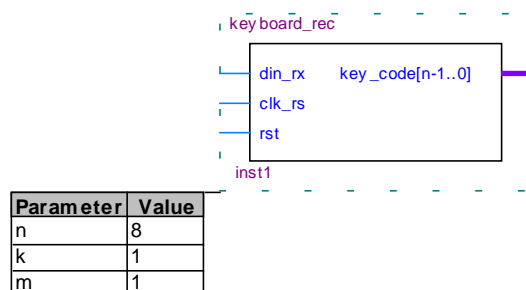 keyboard_rec
din_rx key_code[n-1..0]
clk_rs
rst
inst1
Parameter Value
n 8
k 1
m 1